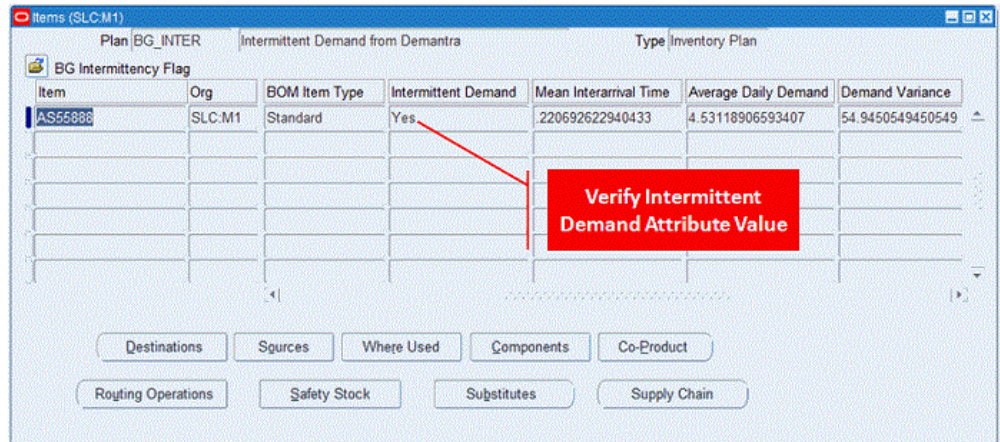 Items (SLC:M1)
Plan BG_INTER Intermittent Demand from Demantra Type Inventory Plan
BG Intermittency Flag
Item Org BOM Item Type Intermittent Demand Mean Interarrival Time Average Daily Demand Demand Variance
AS55888 SLC:M1 Standard Yes .220692622940433 4.53118906593407 54.9450549450549
Verify Intermittent
Demand Attribute Value
Destinations Sources Where Used Components Co-Product
Routing Operations Safety Stock Substitutes Supply Chain